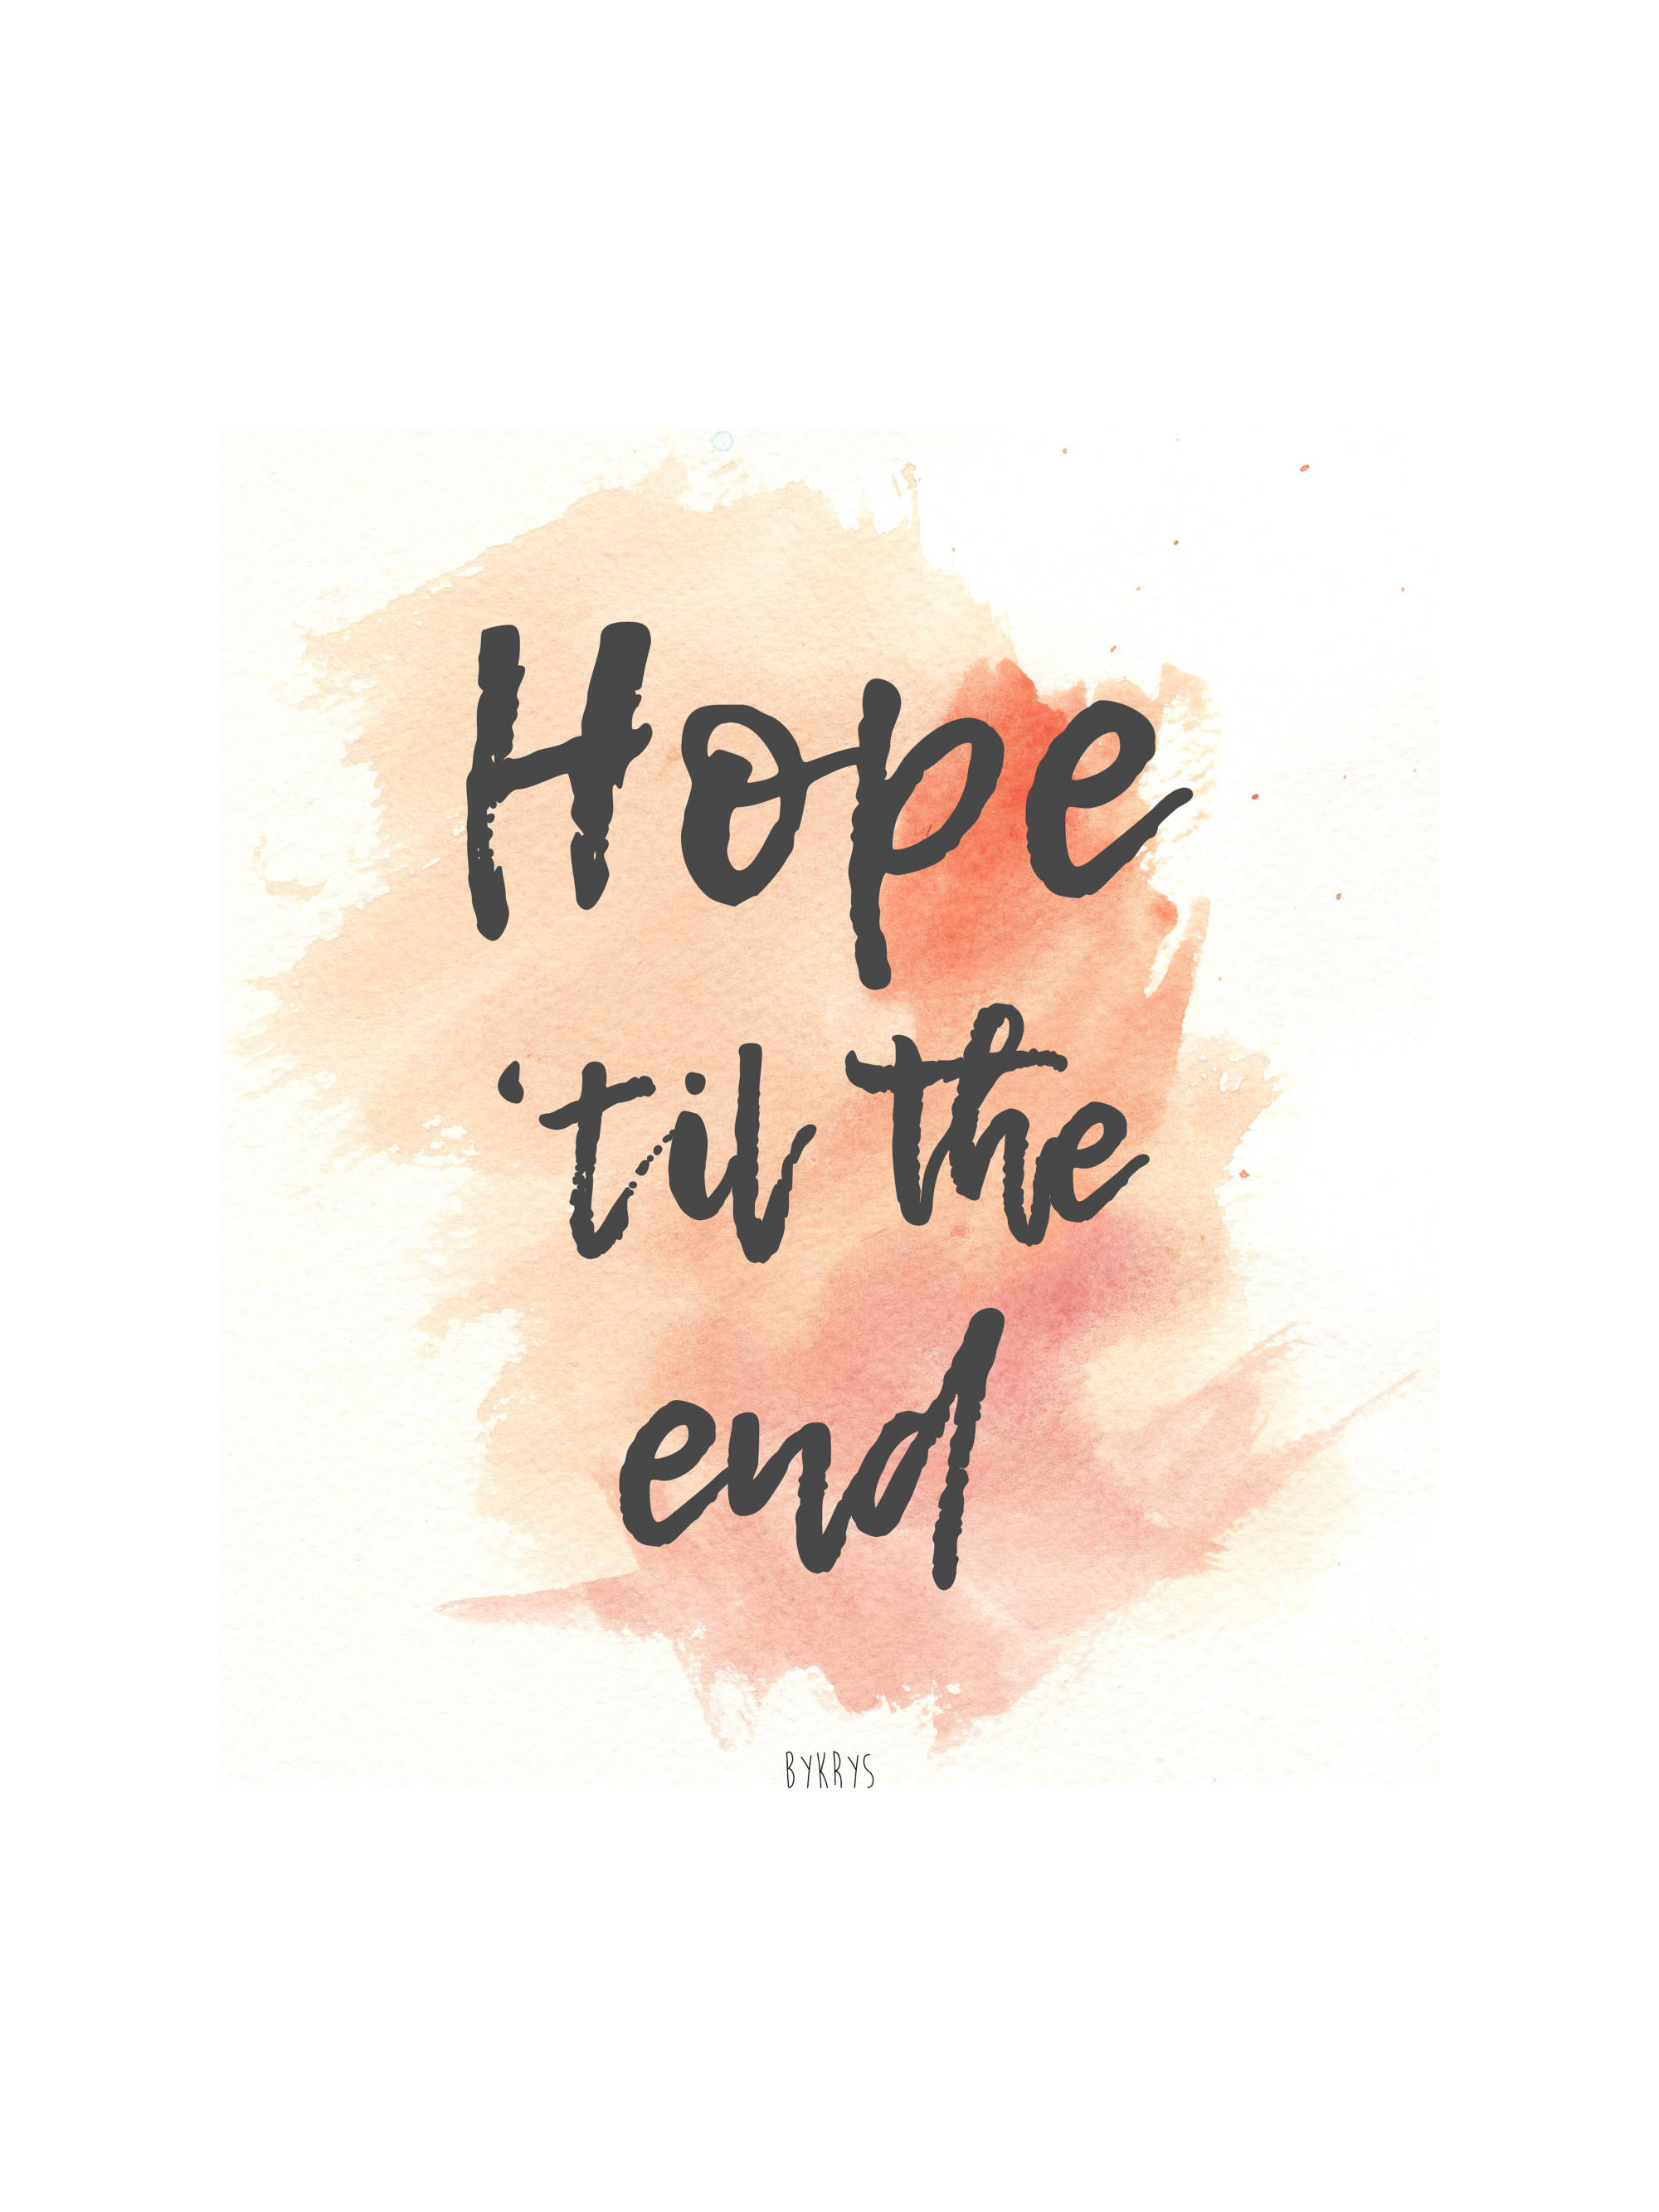 Hope
‘til the
end
BYKRYS